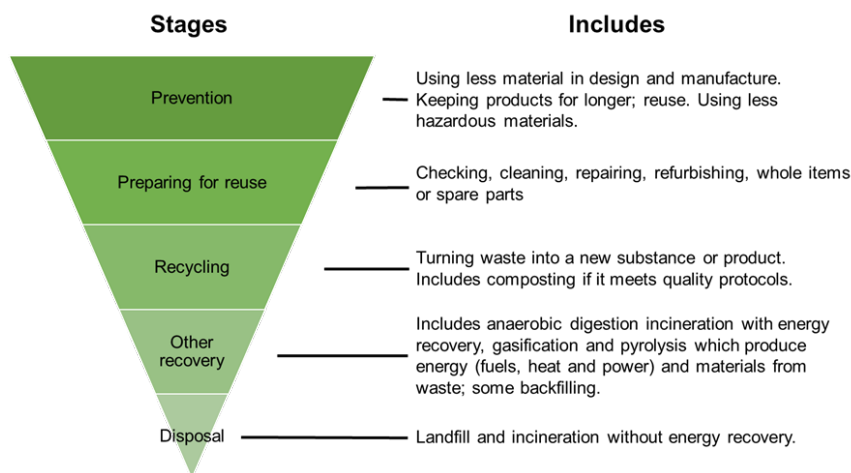 Stages
Includes
Prevention
Using less material in design and manufacture.
Keeping products for longer; reuse. Using less
hazardous materials.
Preparing for reuse
Checking, cleaning, repairing, refurbishing, whole items
or spare parts
Recycling
Turning waste into a new substance or product.
Includes composting if it meets quality protocols.
Other
recovery
Includes anaerobic digestion incineration with energy
recovery, gasification and pyrolysis which produce
energy (fuels, heat and power) and materials from
waste; some backfilling.
Disposal
Landfill and incineration without energy recovery.